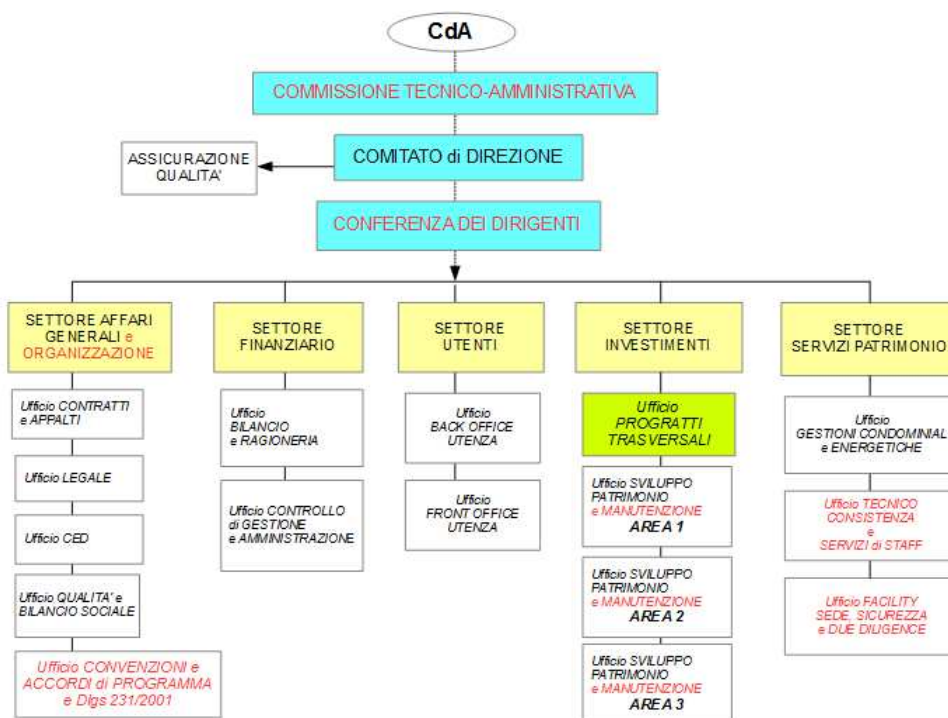 CdA
COMMISSIONE TECNICO-AMMINISTRATIVA
ASSICURAZIONE
QUALITA'
COMITATO di DIREZIONE
CONFERENZA DEI DIRIGENTI
SETTORE AFFARI
GENERALI e
ORGANIZZAZIONE
Ufficio CONTRATTI
e APPALTI
Ufficio LEGALE
Ufficio CED
Ufficio QUALITA' e
BILANCIO SOCIALE
Ufficio CONVENZIONI e
ACCORDI di PROGRAMMA
e Dlgs 231/2001
SETTORE
FINANZIARIO
Ufficio
BILANCIO
e RAGIONERIA
Ufficio CONTROLLO
di GESTIONE
e AMMINISTRAZIONE
SETTORE
UTENTI
Ufficio
BACK OFFICE
UTENZA
Ufficio
FRONT OFFICE
UTENZA
SETTORE
INVESTIMENTI
Ufficio
PROGRATTI
TRASVERSALI
Ufficio SVILUPPO
PATRIMONIO
e MANUTENZIONE
AREA 1
Ufficio SVILUPPO
PATRIMONIO
e MANUTENZIONE
AREA 2
Ufficio SVILUPPO
PATRIMONIO
e MANUTENZIONE
AREA 3
SETTORE
SERVIZI PATRIMONIO
Ufficio
GESTIONI CONDOMINIAL
e ENERGETICHE
Ufficio TECNICO
CONSISTENZA
e
SERVIZI di STAFF
Ufficio FACILITY
SEDE, SICUREZZA
e DUE DILIGENCE